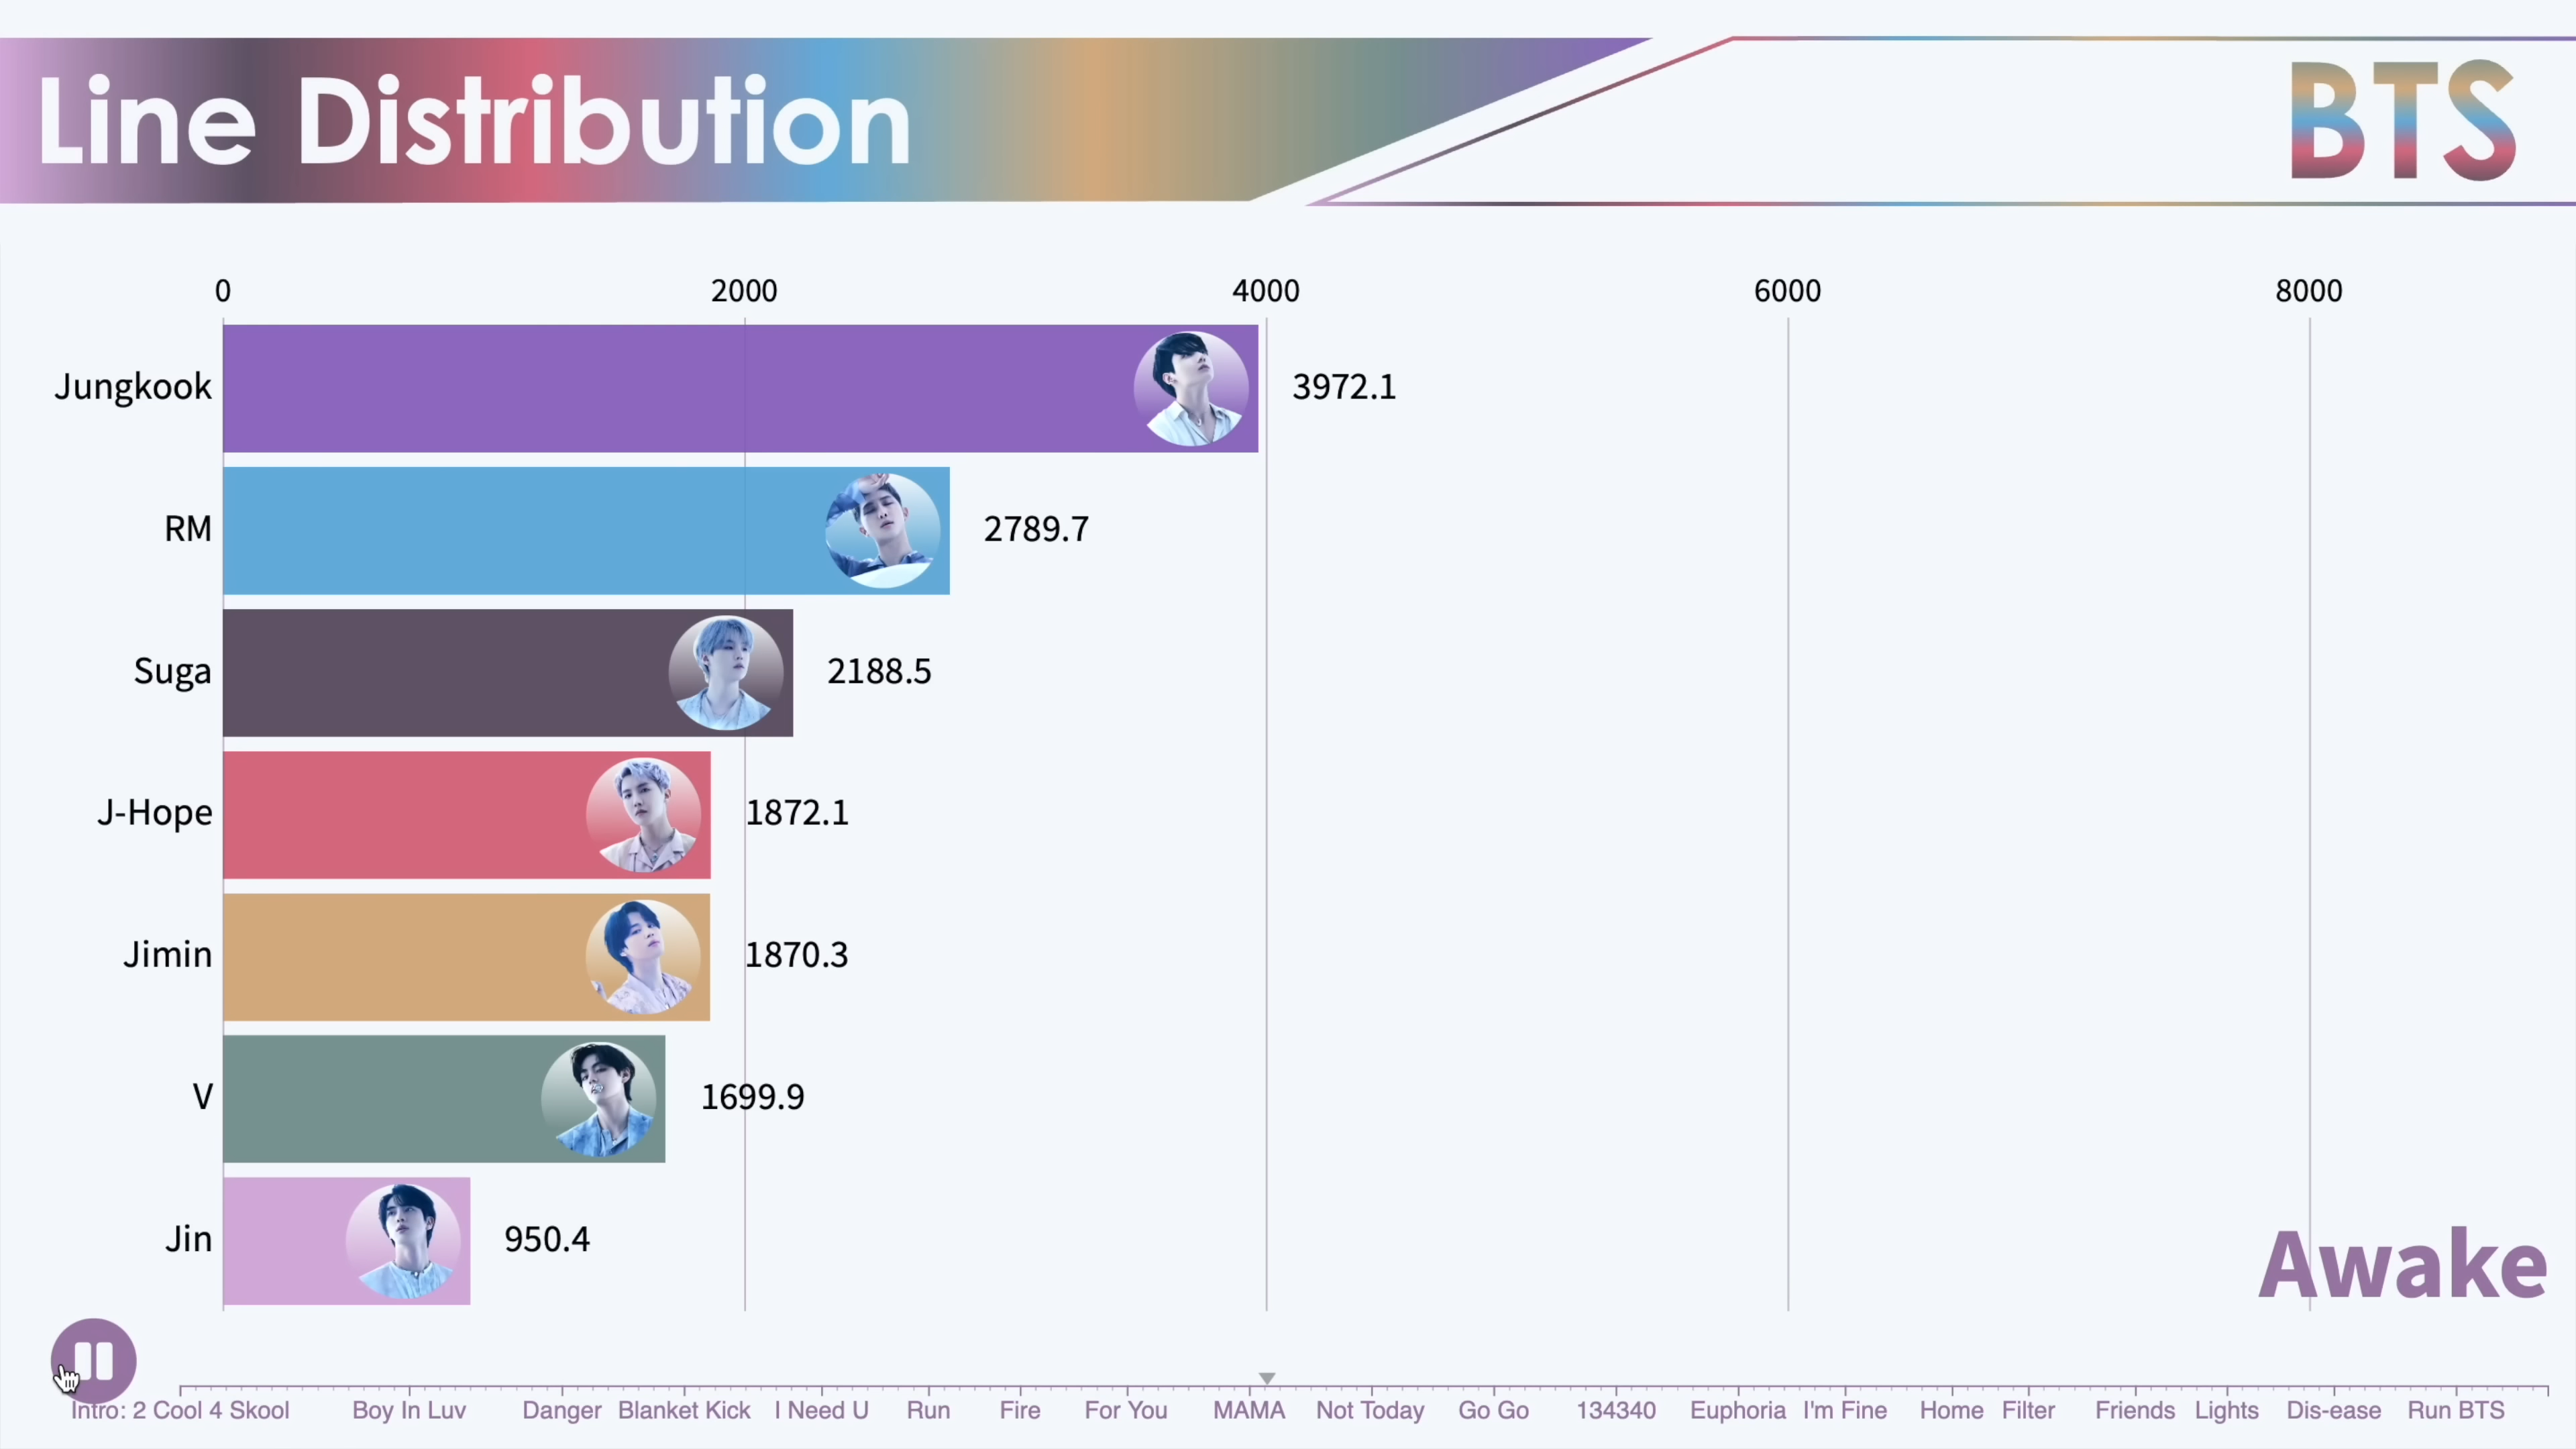 Line Distribution
BTS
0 2000 4000 6000 8000
Jungkook 3972.1
RM 2789.7
Suga 2188.5
J-Hope 1872.1
Jimin 1870.3
V 1699.9
Jin 950.4
Awake
Intro: 2 Cool 4 Skool Boy In Luv Danger Blanket Kick I Need U Run Fire For You MAMA Not Today Go Go 134340 Euphoria I'm Fine Home Filter Friends Lights Dis-ease Run BTS